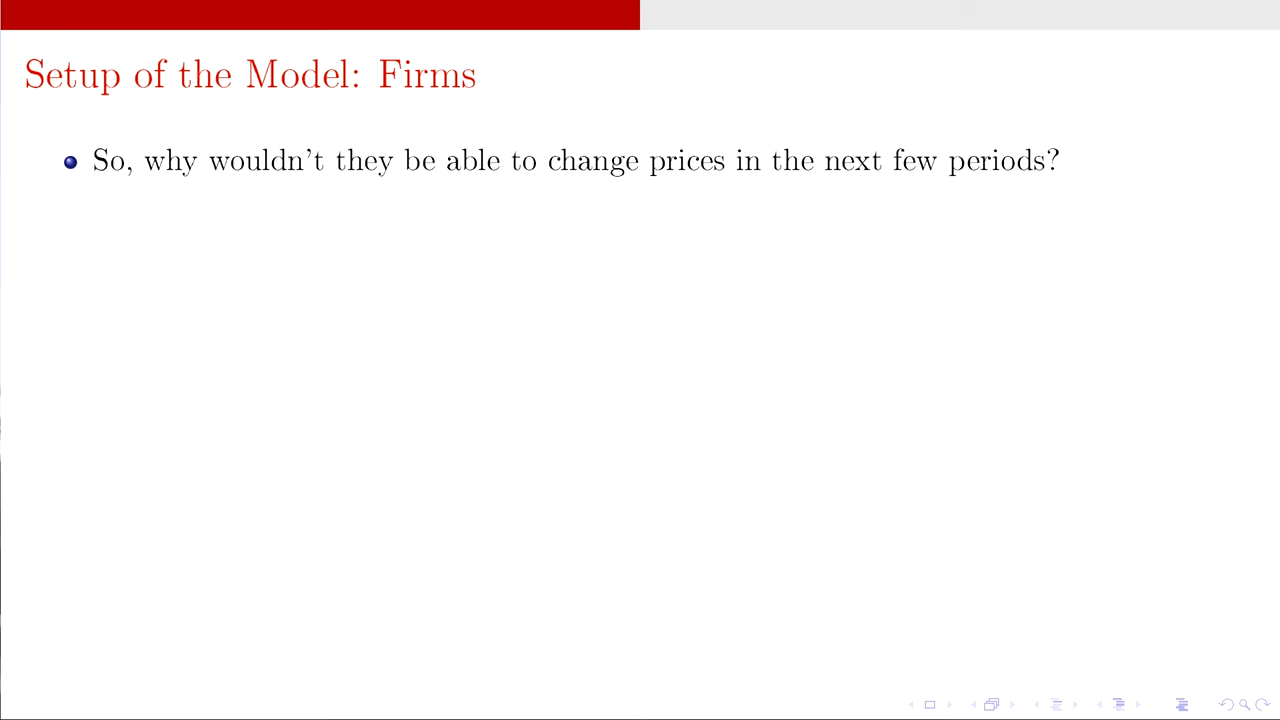 Setup of the Model: Firms
So, why wouldn't they be able to change prices in the next few periods?